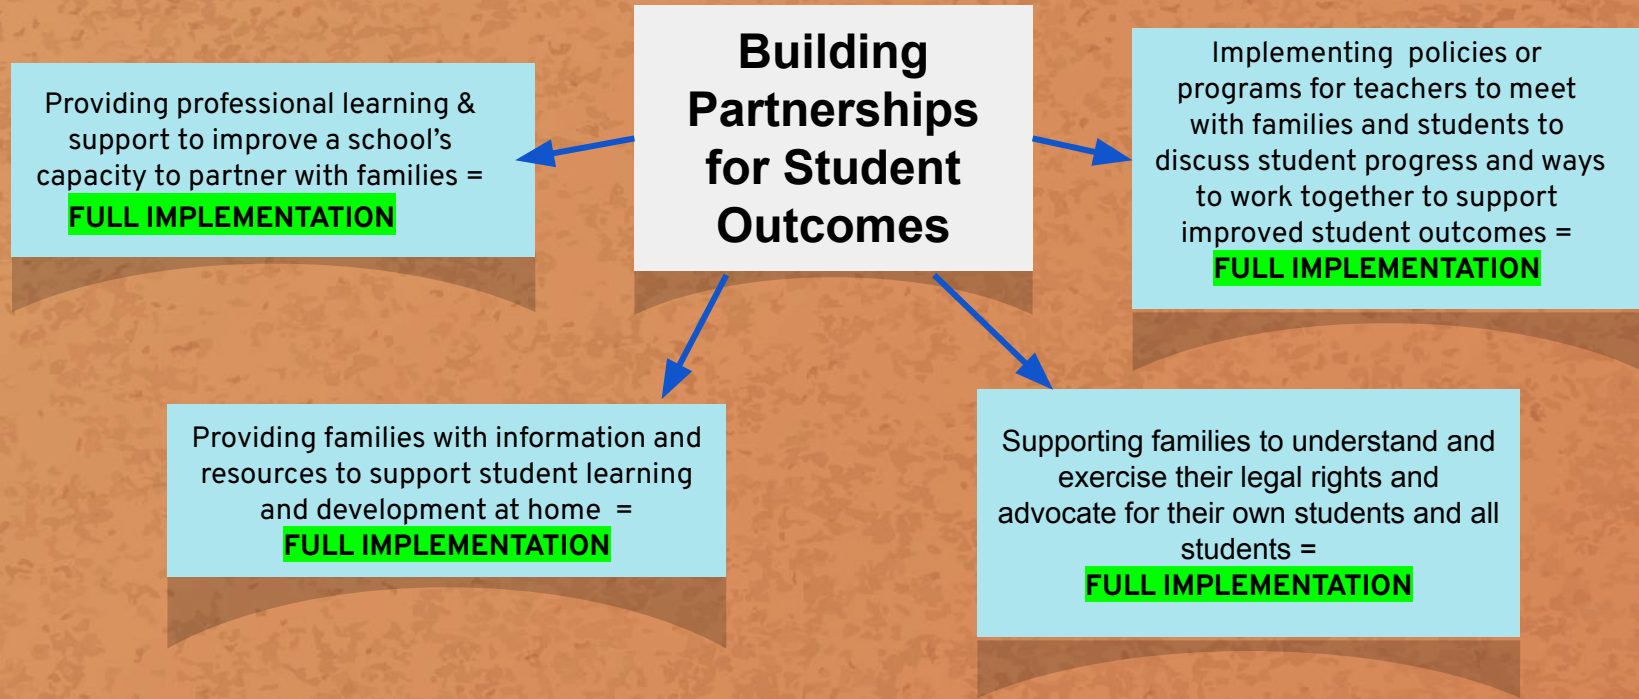 Building
Partnerships
for Student
Outcomes
Providing professional learning &
support to improve a school's
capacity to partner with families =
FULL IMPLEMENTATION
Implementing policies or
programs for teachers to meet
with families and students to
discuss student progress and ways
to work together to support
improved student outcomes =
FULL IMPLEMENTATION
Providing families with information and
resources to support student learning
and development at home =
FULL IMPLEMENTATION
Supporting families to understand and
exercise their legal rights and
advocate for their own students and all
students =
FULL IMPLEMENTATION